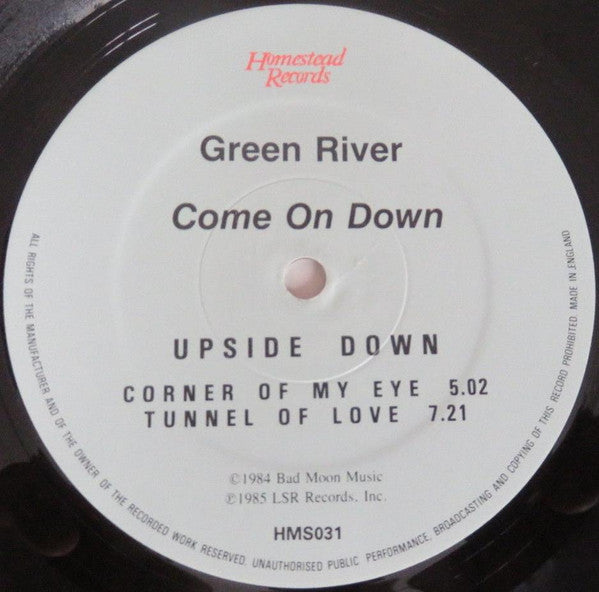 Homestead
Records
Green River
Come On Down
UPSIDE DOWN
CORNER OF MY EYE 5.02
TUNNEL OF LOVE 7.21
©1984 Bad Moon Music
℗1985 LSR Records, Inc.
HMS031
ALL RIGHTS OF THE MANUFACTURER AND OF THE OWNER OF THE RECORDED WORK RESERVED. UNAUTHORISED PUBLIC PERFORMANCE, BROADCASTING AND COPYING OF THIS RECORD PROHIBITED. MADE IN ENGLAND